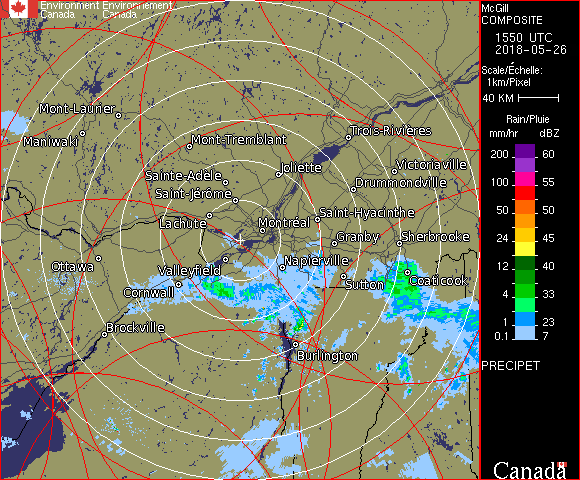 Environment Environnement
Canada Canada
McGill
COMPOSITE
1550 UTC
2018-05-26
Scale/Échelle:
1km/Pixel
40 KM
Rain/Pluie
mm/hr dBZ
200 60
150 57
100 55
50 50
24 45
12 40
4 33
1 23
0.1 7
PRECIPET
Canada
Mont-Laurier
Maniwaki
Mont-Tremblant
Trois-Rivières
Joliette
Victoriaville
Sainte-Adèle
Drummondville
Saint-Jérôme
Saint-Hyacinthe
Lachute
Montréal
Granby
Sherbrooke
Ottawa
Napierville
Valleyfield
Coaticook
Sutton
Cornwall
Brockville
Burlington